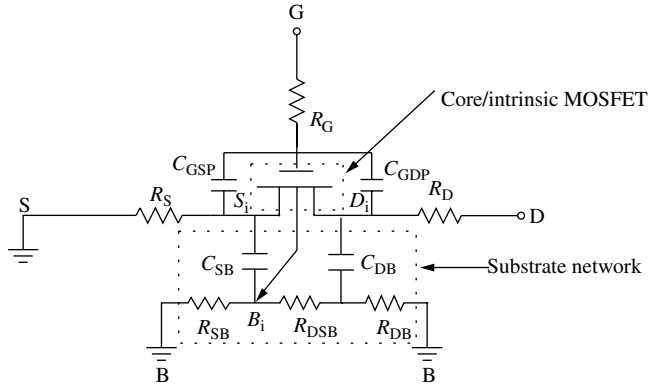 G
R_G
Core/intrinsic MOSFET
C_GSP
C_GDP
R_S
S_i
D_i
R_D
S
D
C_SB
C_DB
Substrate network
R_SB
B_i
R_DSB
R_DB
B
B